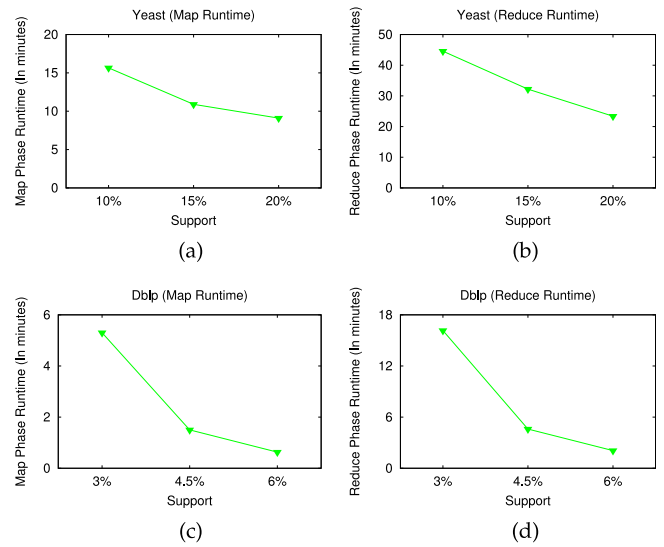 Yeast (Map Runtime)
Map Phase Runtime (In minutes)
20
15
10
5
0
10% 15% 20%
Support
(a)
Yeast (Reduce Runtime)
Reduce Phase Runtime (In minutes)
50
40
30
20
10
0
10% 15% 20%
Support
(b)
Dblp (Map Runtime)
Map Phase Runtime (In minutes)
6
4
2
0
3% 4.5% 6%
Support
(c)
Dblp (Reduce Runtime)
Reduce Phase Runtime (In minutes)
18
12
6
0
3% 4.5% 6%
Support
(d)